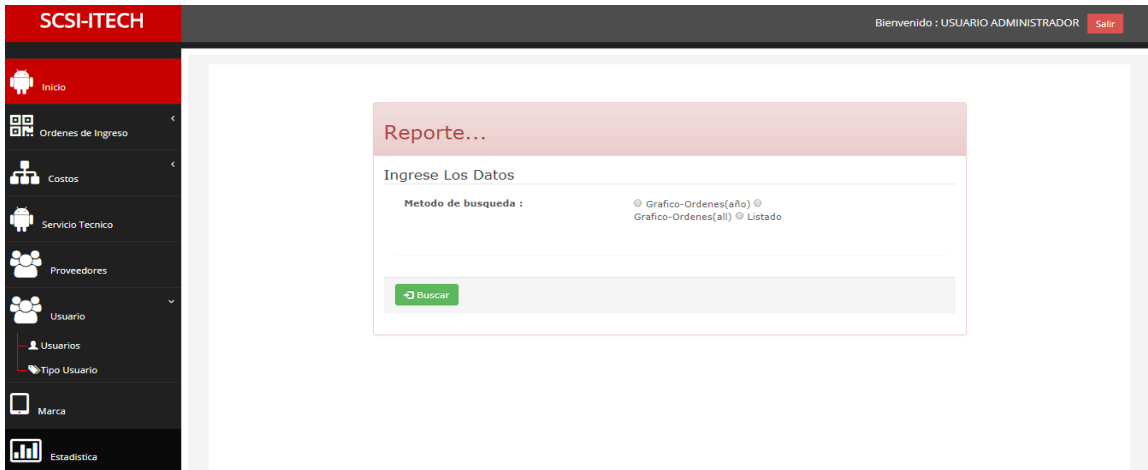 SCSI-ITECH
Bienvenido : USUARIO ADMINISTRADOR
Salir
Inicio
Ordenes de Ingreso
Costos
Servicio Tecnico
Proveedores
Usuario
Usuarios
Tipo Usuario
Marca
Estadistica
Reporte...
Ingrese Los Datos
Metodo de busqueda :
Grafico-Ordenes(año)
Grafico-Ordenes(all) Listado
Buscar